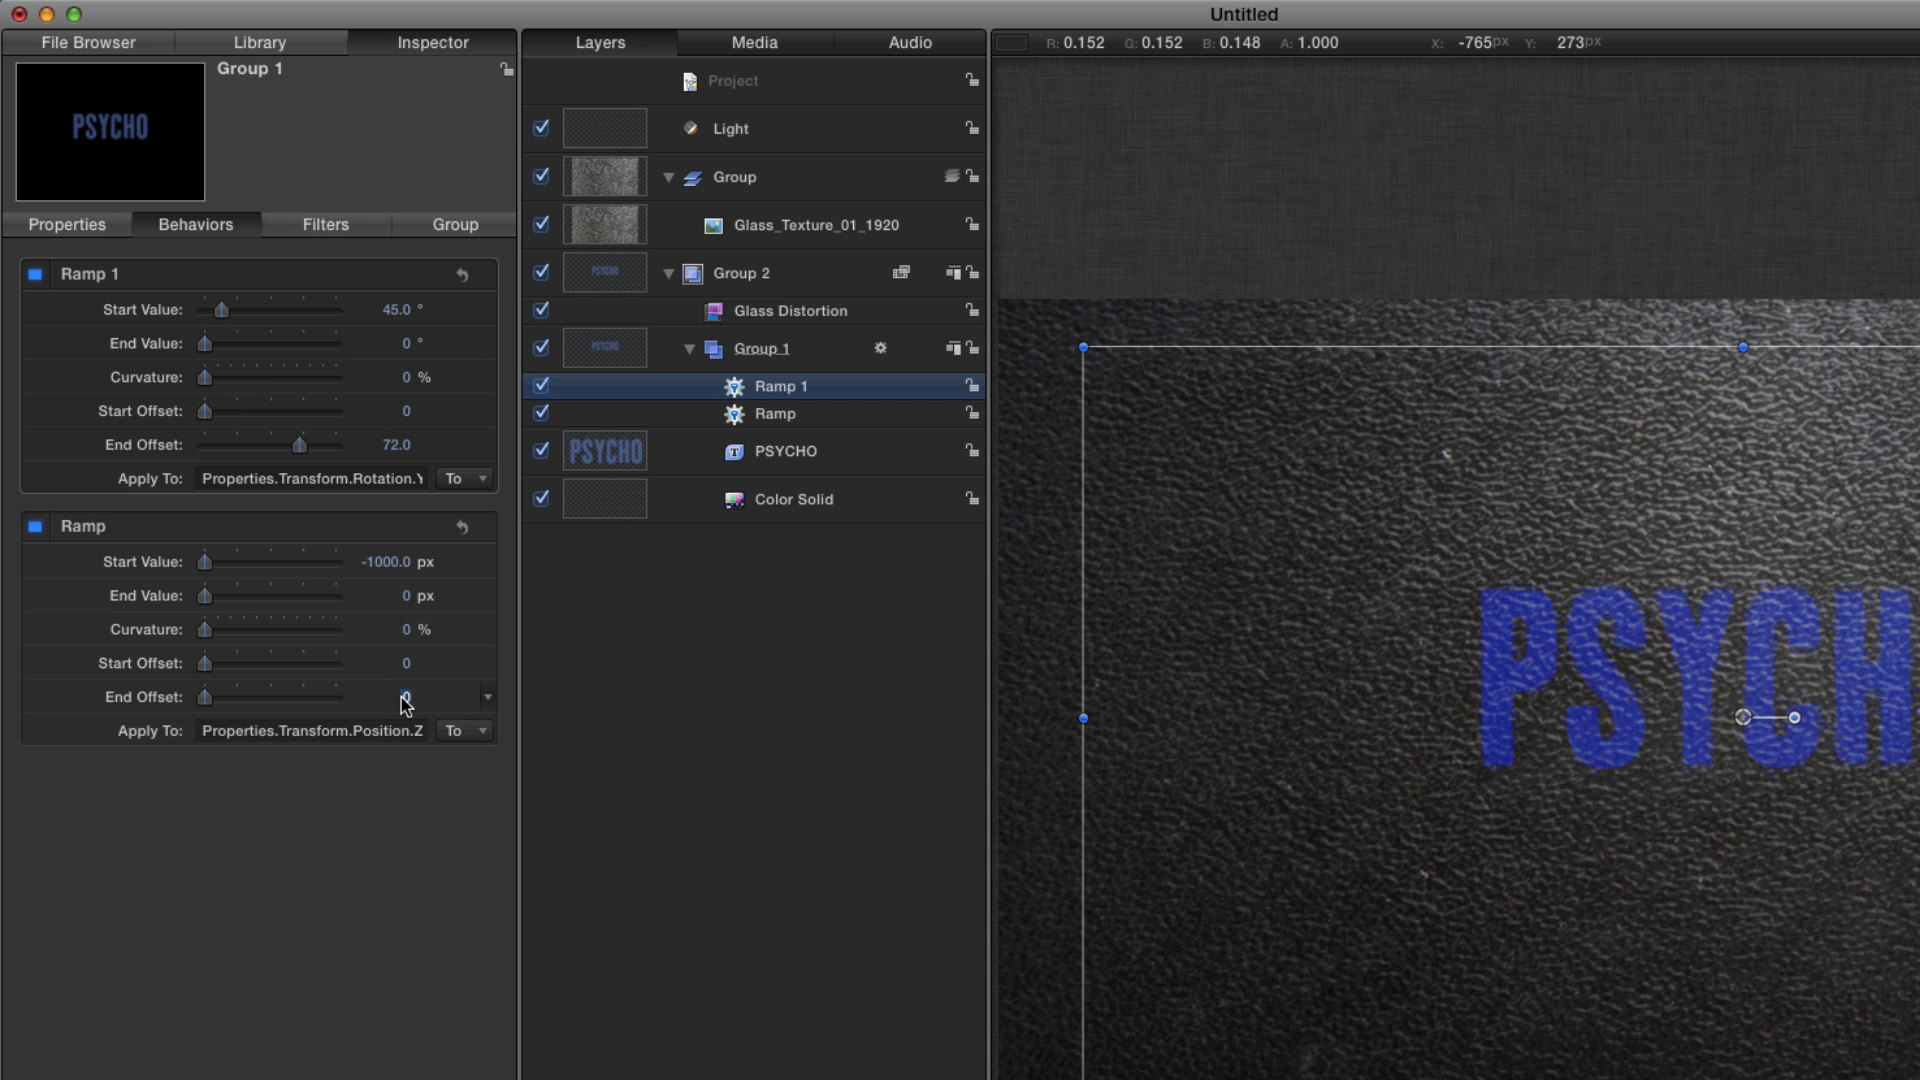 Untitled
File Browser Library Inspector
Layers Media Audio
R: 0.152 G: 0.152 B: 0.148 A: 1.000 X: -765px Y: 273px
PSYCHO
Group 1
Properties Behaviors Filters Group
Ramp 1
Start Value: 45.0 °
End Value: 0 °
Curvature: 0 %
Start Offset: 0
End Offset: 72.0
Apply To: Properties.Transform.Rotation.Y To
Ramp
Start Value: -1000.0 px
End Value: 0 px
Curvature: 0 %
Start Offset: 0
End Offset: 0
Apply To: Properties.Transform.Position.Z To
Project
Light
Group
Glass_Texture_01_1920
PSYCHO Group 2
Glass Distortion
PSYCHO Group 1
Ramp 1
Ramp
PSYCHO PSYCHO
Color Solid
PSYCH